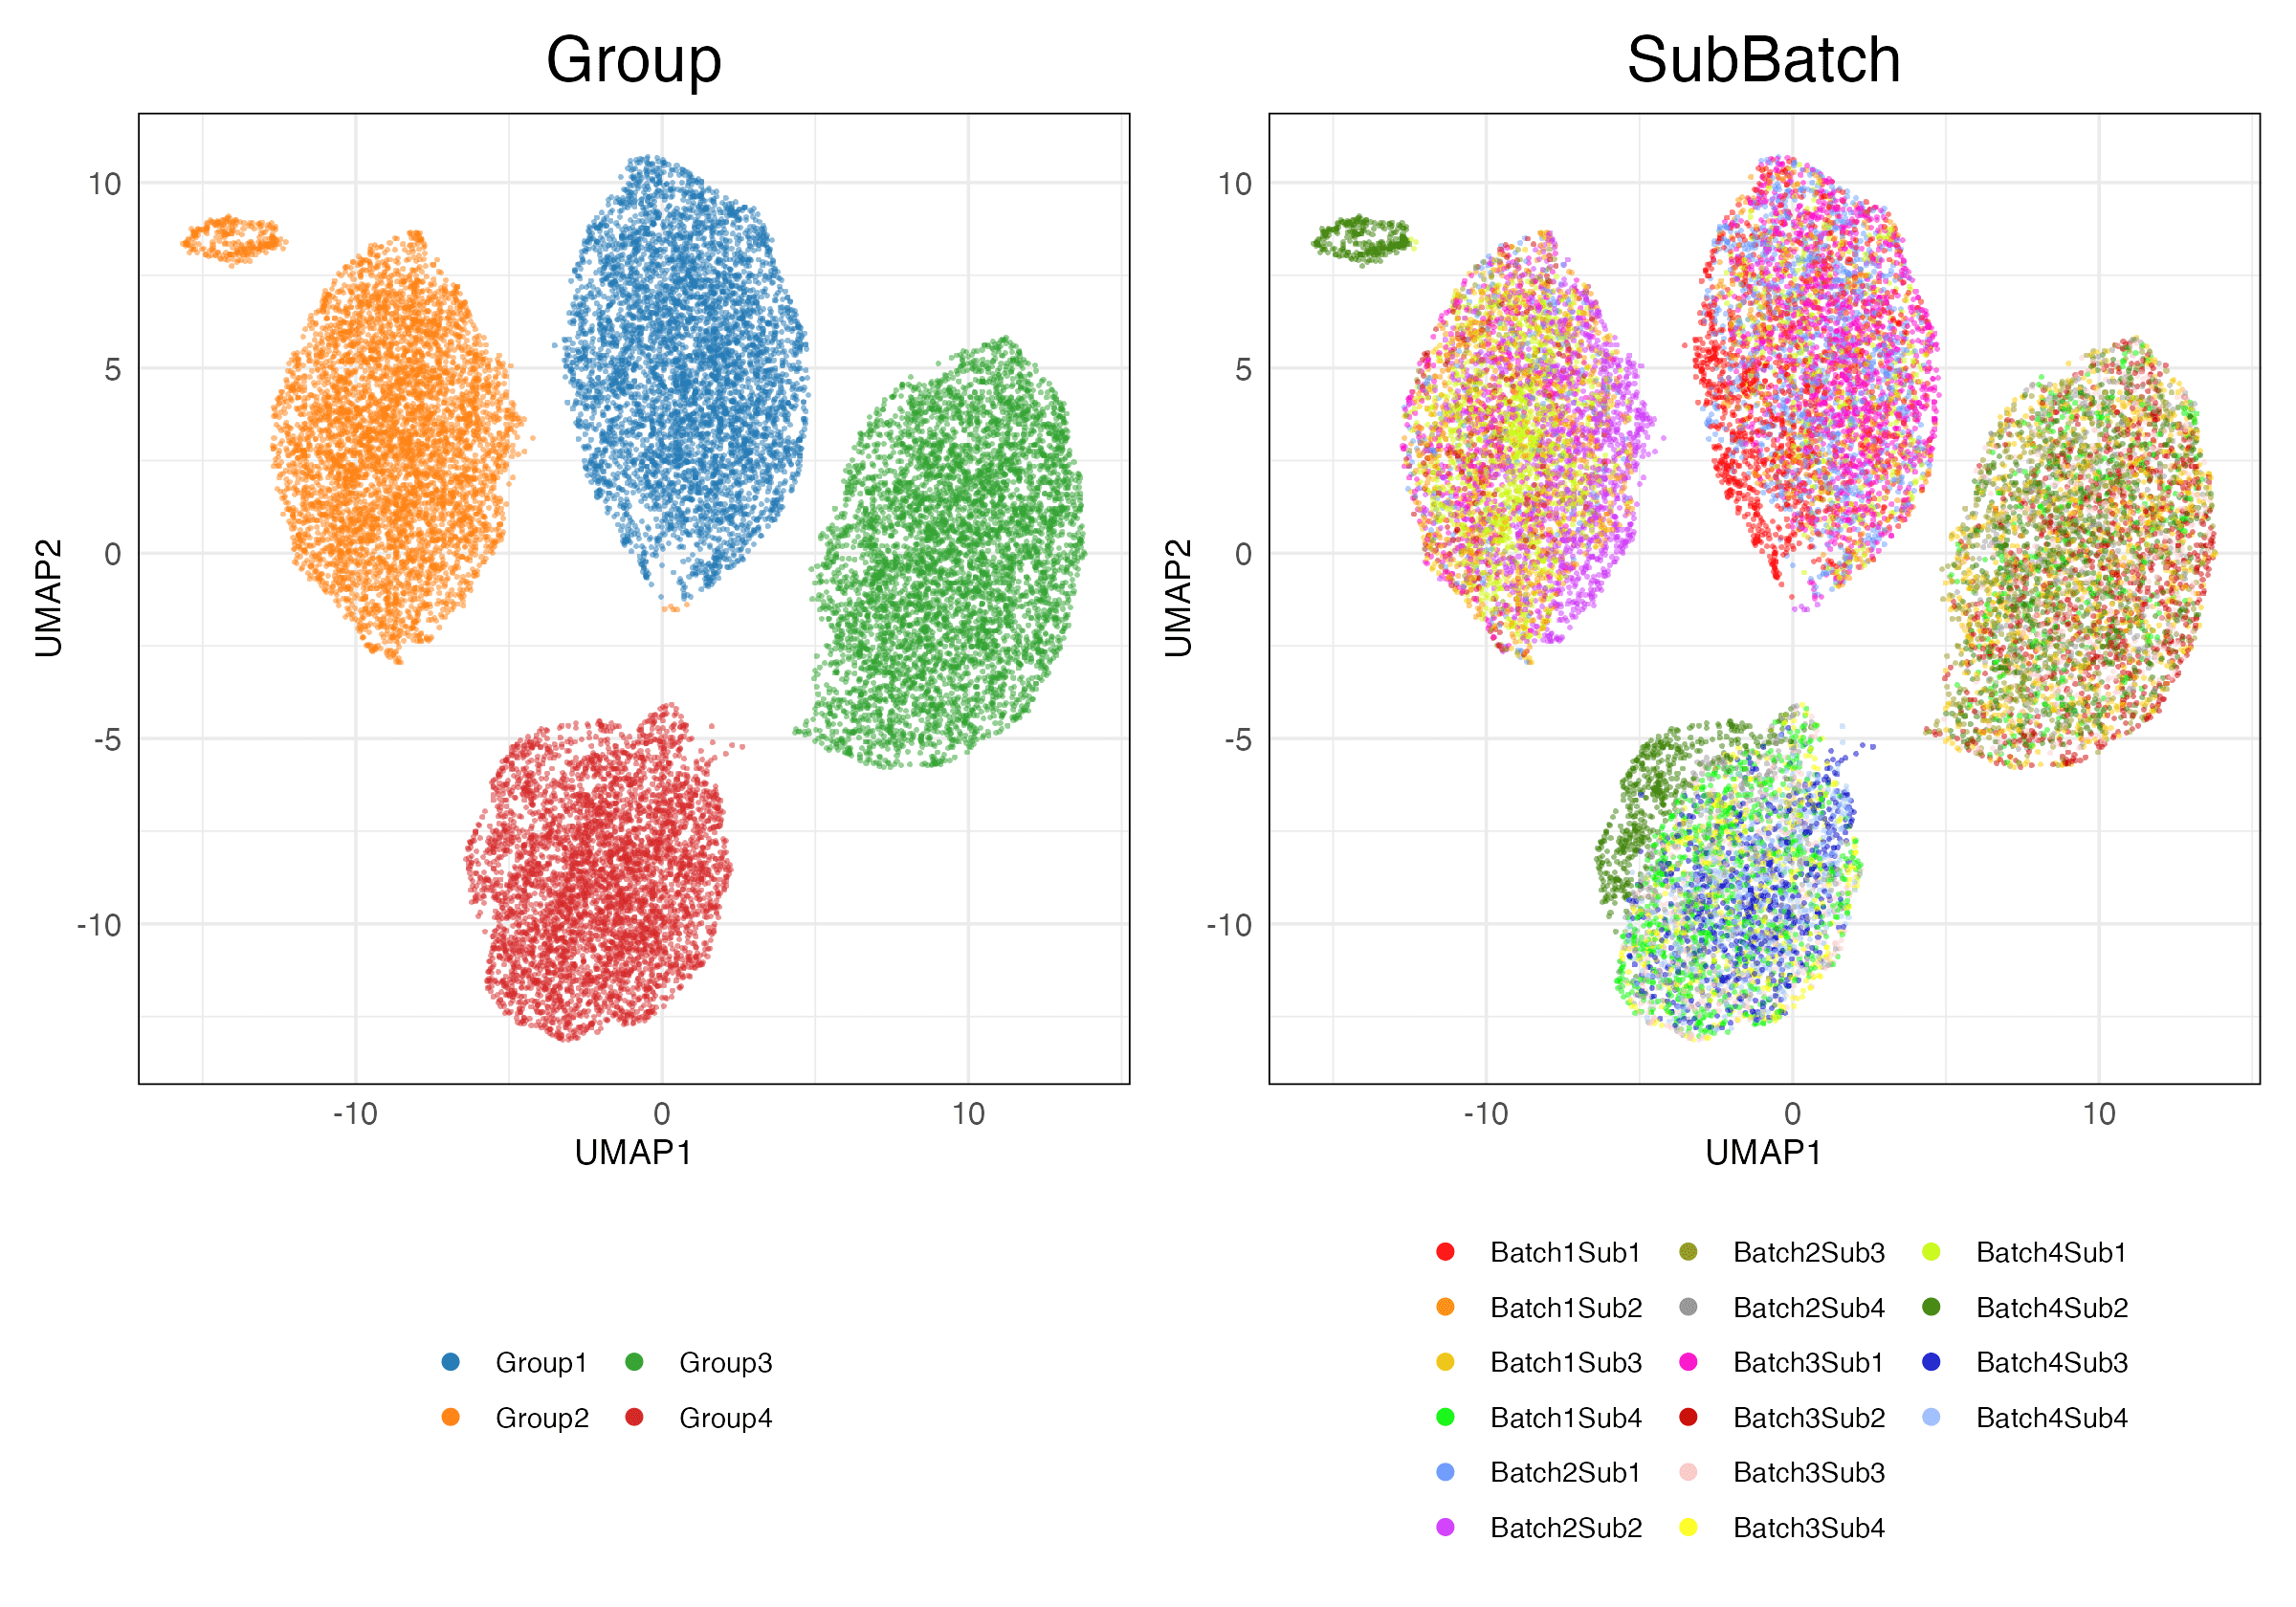 Group
SubBatch
10
5
0
-5
-10
UMAP2
-10 0 10
UMAP1
10
5
0
-5
-10
UMAP2
-10 0 10
UMAP1
Group1 Group3
Group2 Group4
Batch1Sub1 Batch2Sub3 Batch4Sub1
Batch1Sub2 Batch2Sub4 Batch4Sub2
Batch1Sub3 Batch3Sub1 Batch4Sub3
Batch1Sub4 Batch3Sub2 Batch4Sub4
Batch2Sub1 Batch3Sub3
Batch2Sub2 Batch3Sub4